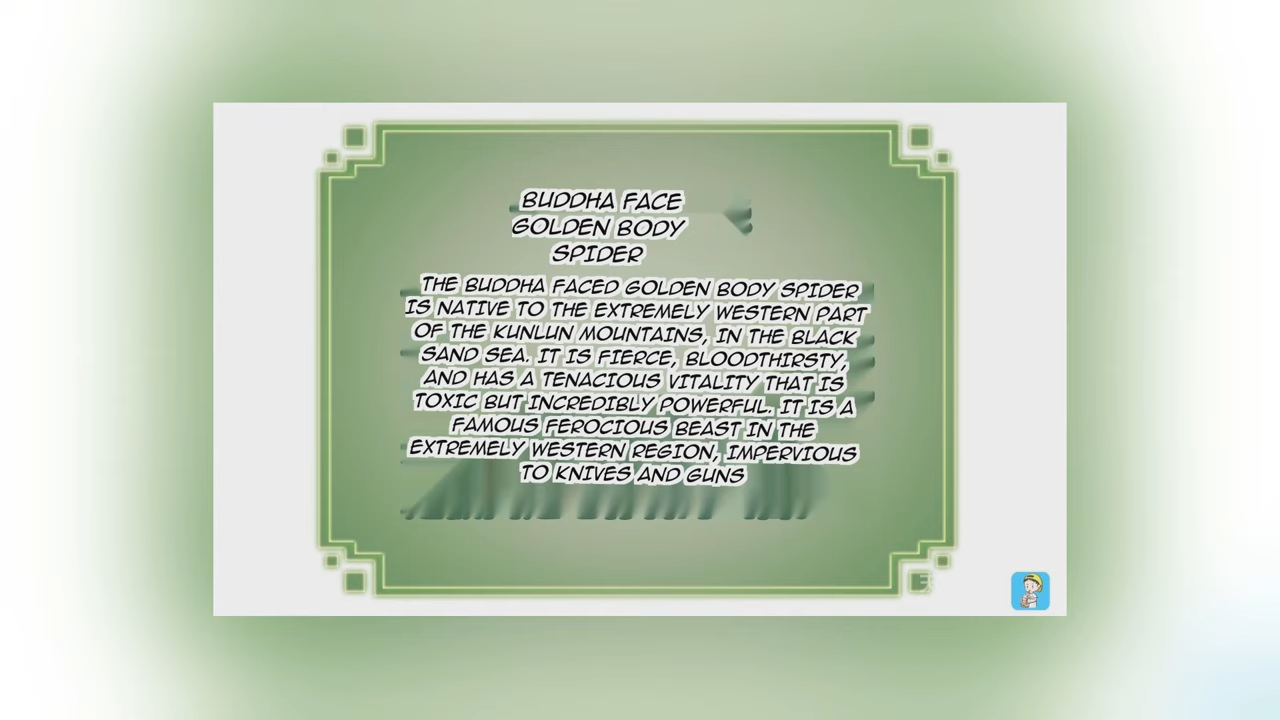 BUDDHA FACE
GOLDEN BODY
SPIDER
THE BUDDHA FACED GOLDEN BODY SPIDER
IS NATIVE TO THE EXTREMELY WESTERN PART
OF THE KUNLUN MOUNTAINS, IN THE BLACK
SAND SEA. IT IS FIERCE, BLOODTHIRSTY,
AND HAS A TENACIOUS VITALITY THAT IS
TOXIC BUT INCREDIBLY POWERFUL. IT IS A
FAMOUS FEROCIOUS BEAST IN THE
EXTREMELY WESTERN REGION, IMPERVIOUS
TO KNIVES AND GUNS